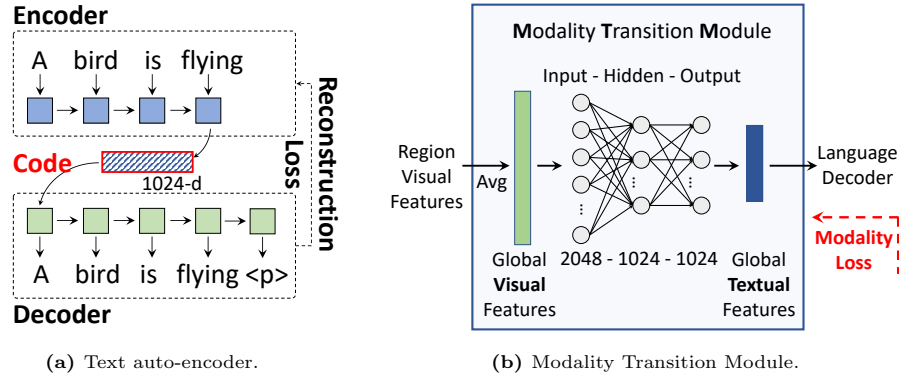 Encoder
A bird is flying
Code
1024-d
Reconstruction
Loss
A bird is flying <p>
Decoder
(a) Text auto-encoder.
Modality Transition Module
Input - Hidden - Output
Region
Visual
Features
Avg
Language
Decoder
Modality
Loss
2048 - 1024 - 1024
Global
Visual
Features
Global
Textual
Features
(b) Modality Transition Module.